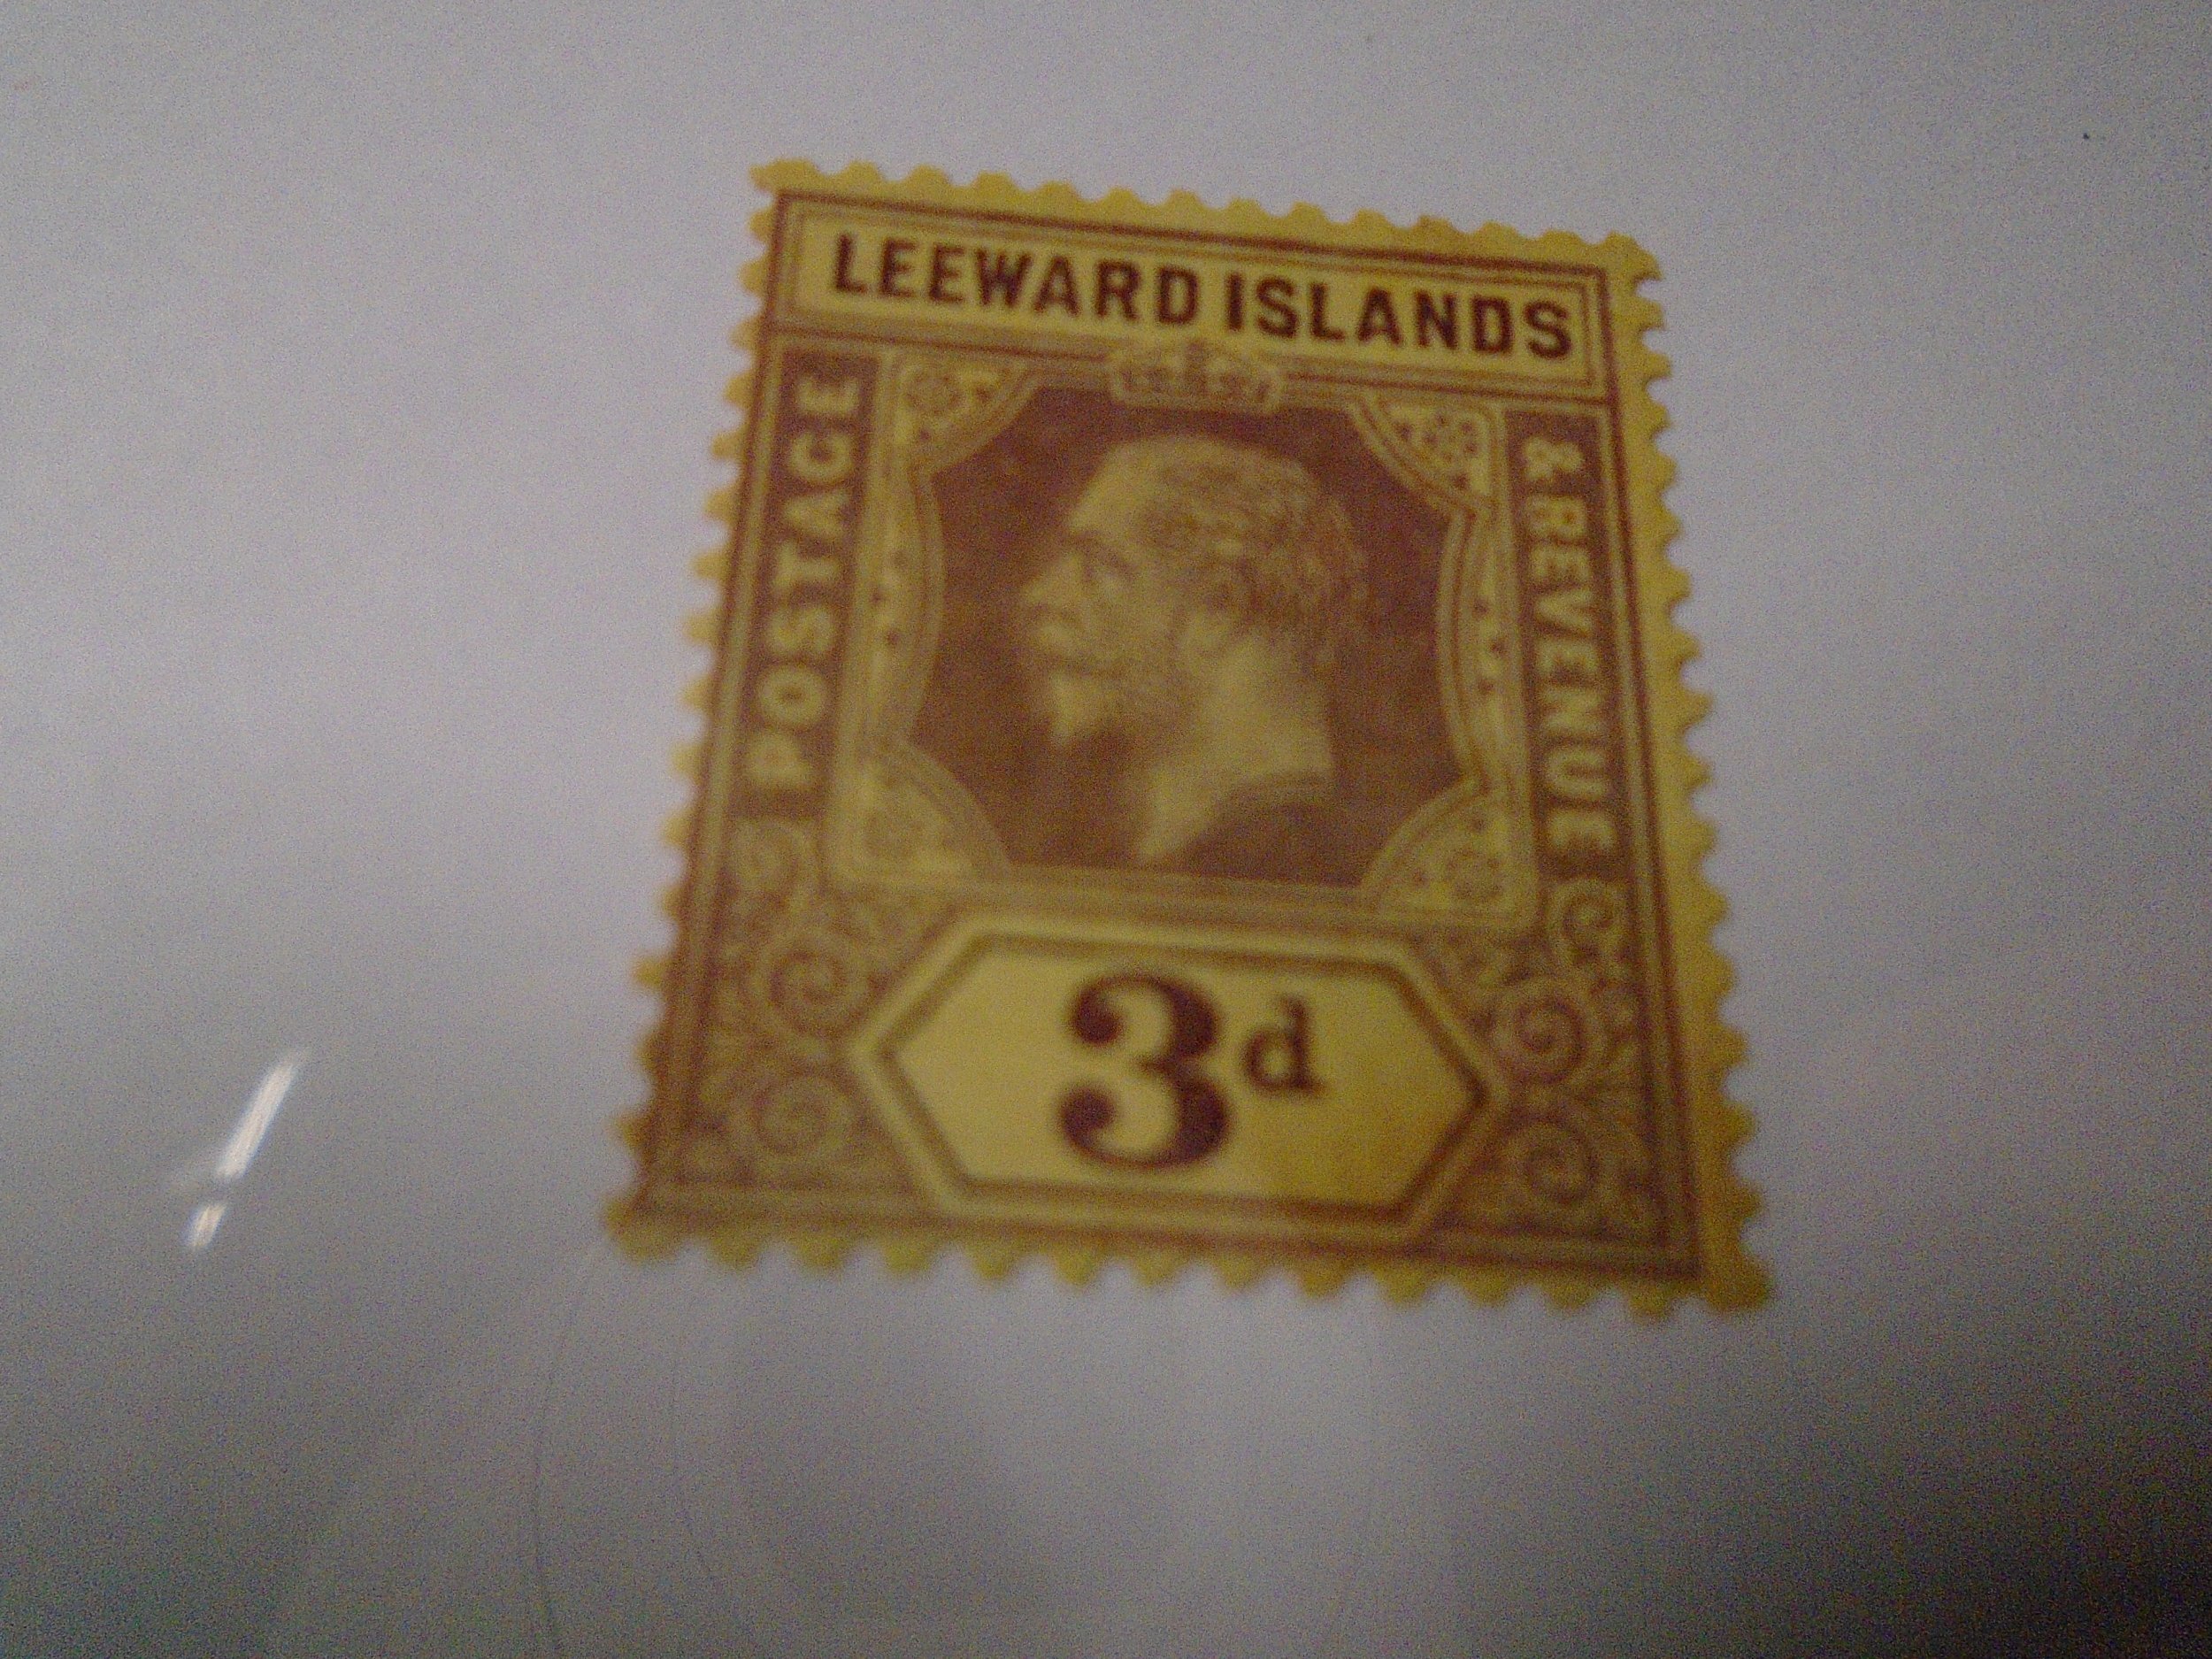 LEEWARD ISLANDS
POSTAGE
& REVENUE
3d